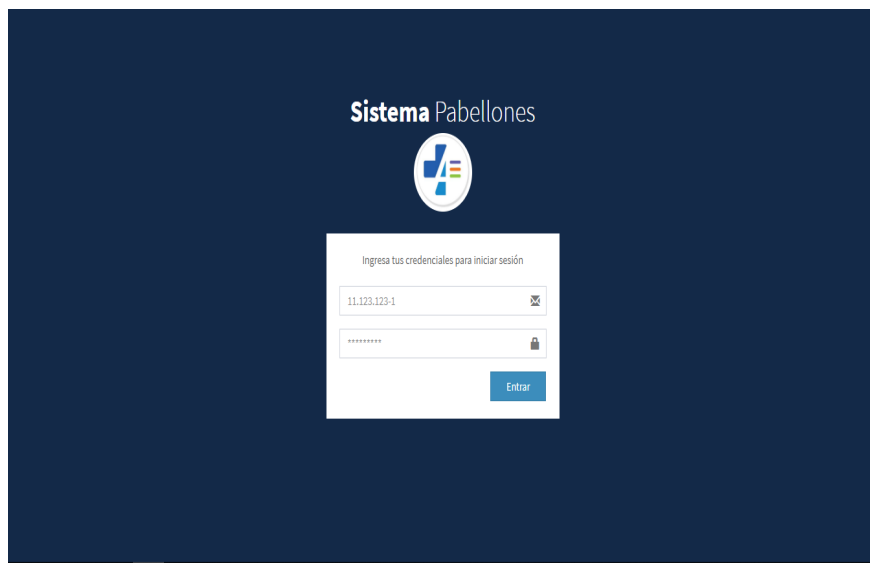 Sistema Pabellones
Ingresa tus credenciales para iniciar sesión
11.123.123-1
*********
Entrar